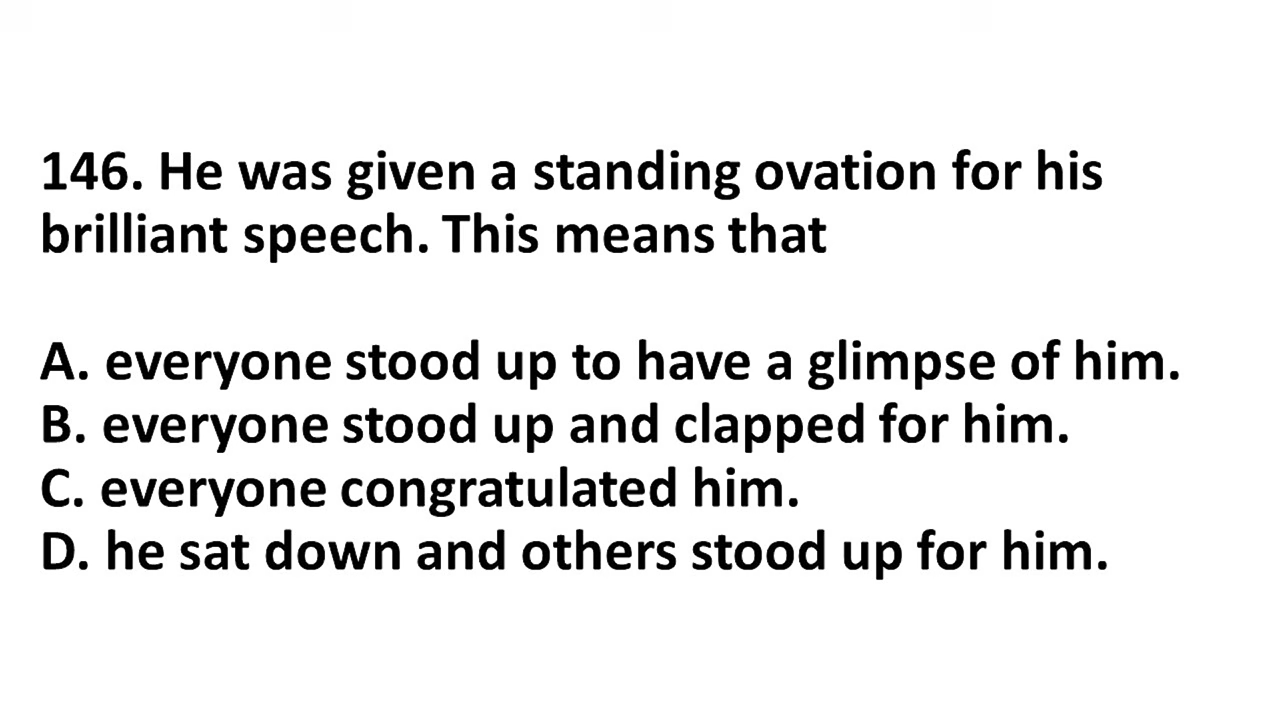 146. He was given a standing ovation for his
brilliant speech. This means that
A. everyone stood up to have a glimpse of him.
B. everyone stood up and clapped for him.
C. everyone congratulated him.
D. he sat down and others stood up for him.